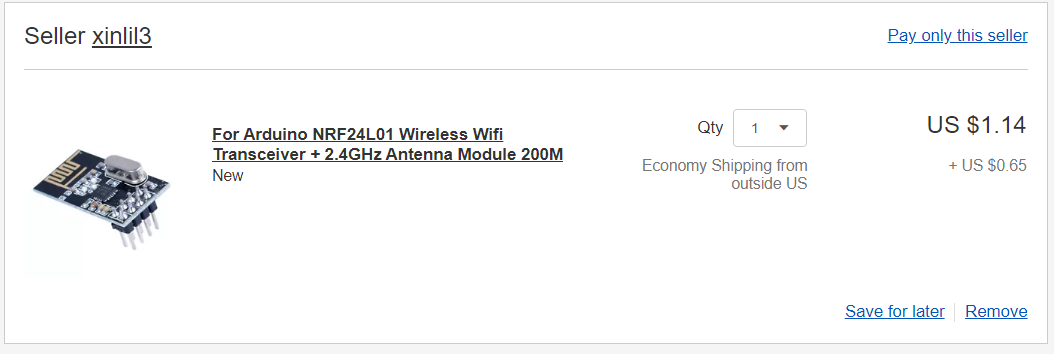 Seller xinlil3
Pay only this seller
For Arduino NRF24L01 Wireless Wifi
Transceiver + 2.4GHz Antenna Module 200M
New
Qty 1
Economy Shipping from
outside US
US $1.14
+ US $0.65
Save for later
Remove